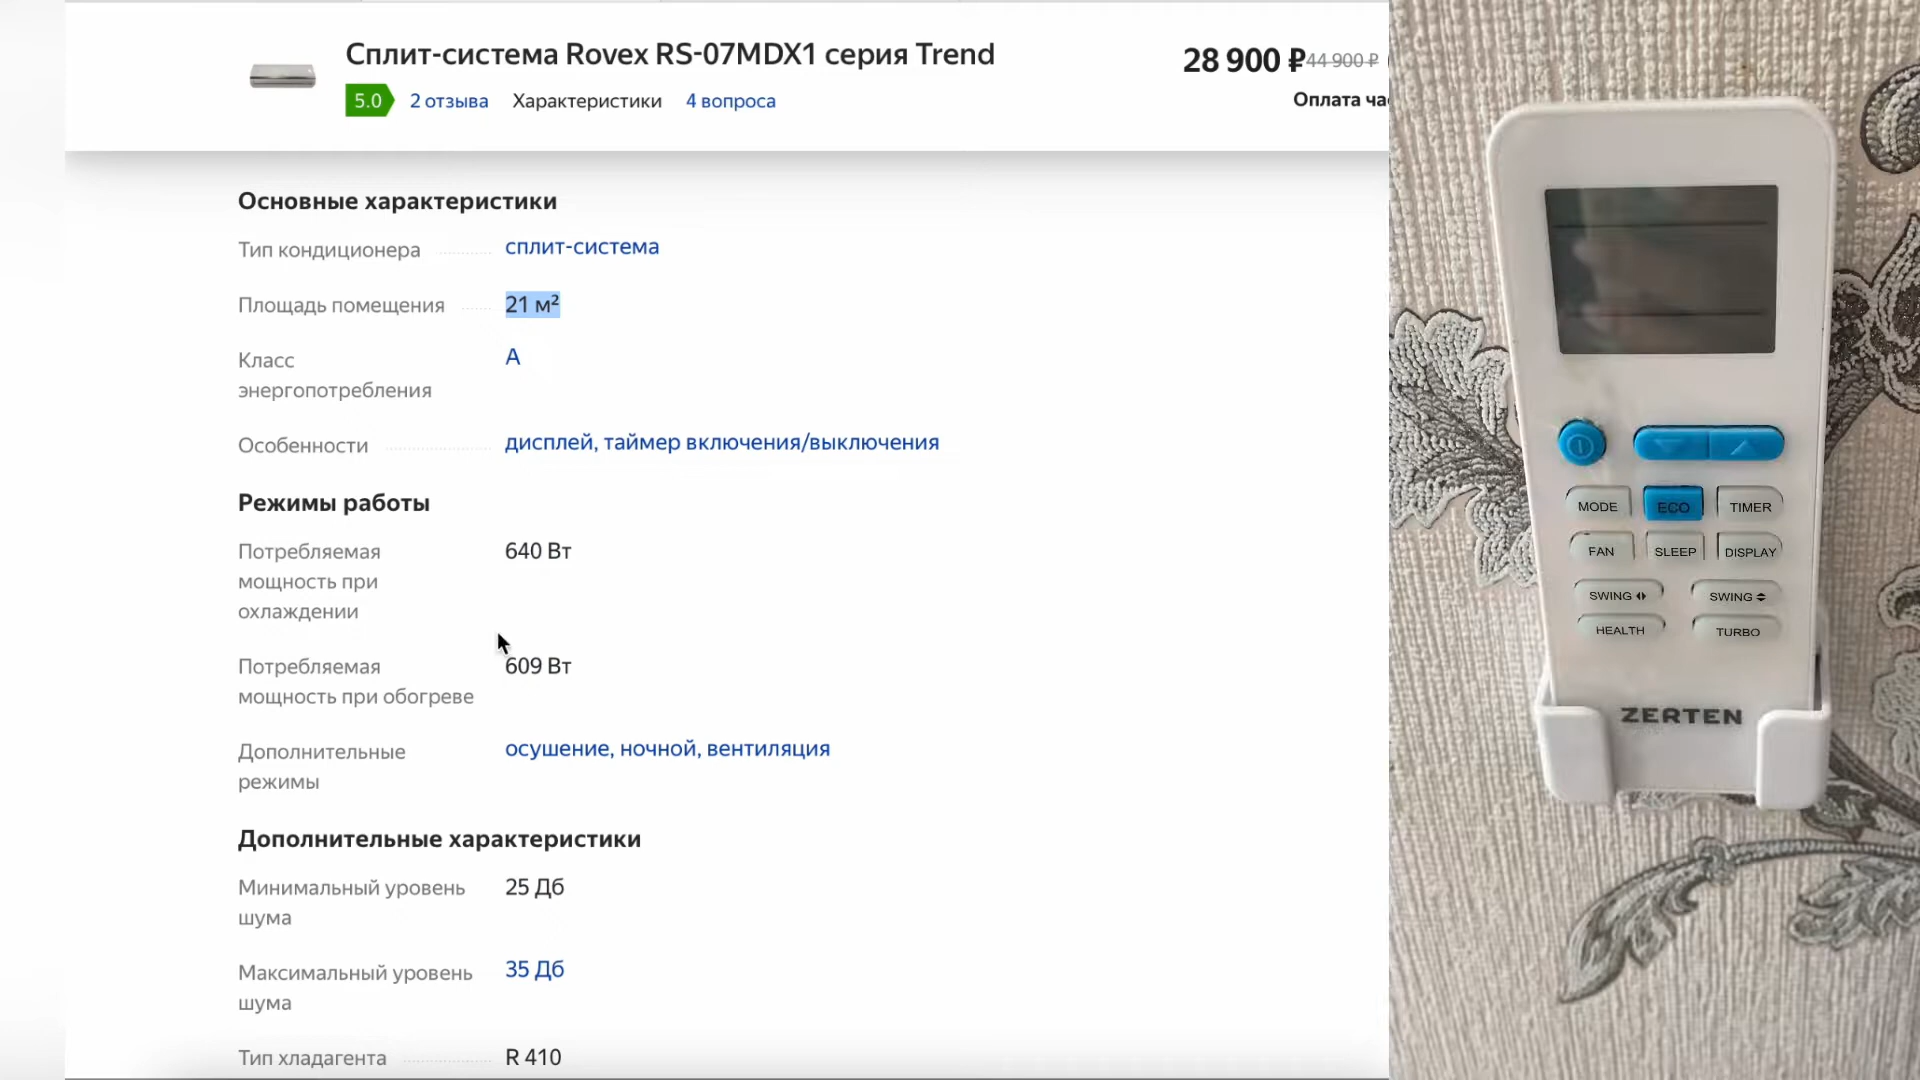 Сплит-система Rovex RS-07MDX1 серия Trend
28 900 ₽ 44 900 ₽
5.0 2 отзыва Характеристики 4 вопроса
Оплата ча
Основные характеристики
Тип кондиционера сплит-система
Площадь помещения 21 м²
Класс A
энергопотребления
Особенности дисплей, таймер включения/выключения
Режимы работы
Потребляемая 640 Вт
мощность при
охлаждении
Потребляемая 609 Вт
мощность при обогреве
Дополнительные осушение, ночной, вентиляция
режимы
Дополнительные характеристики
Минимальный уровень 25 Дб
шума
Максимальный уровень 35 Дб
шума
Тип хладагента R 410
MODE ECO TIMER
FAN SLEEP DISPLAY
SWING SWING
HEALTH TURBO
ZERTEN